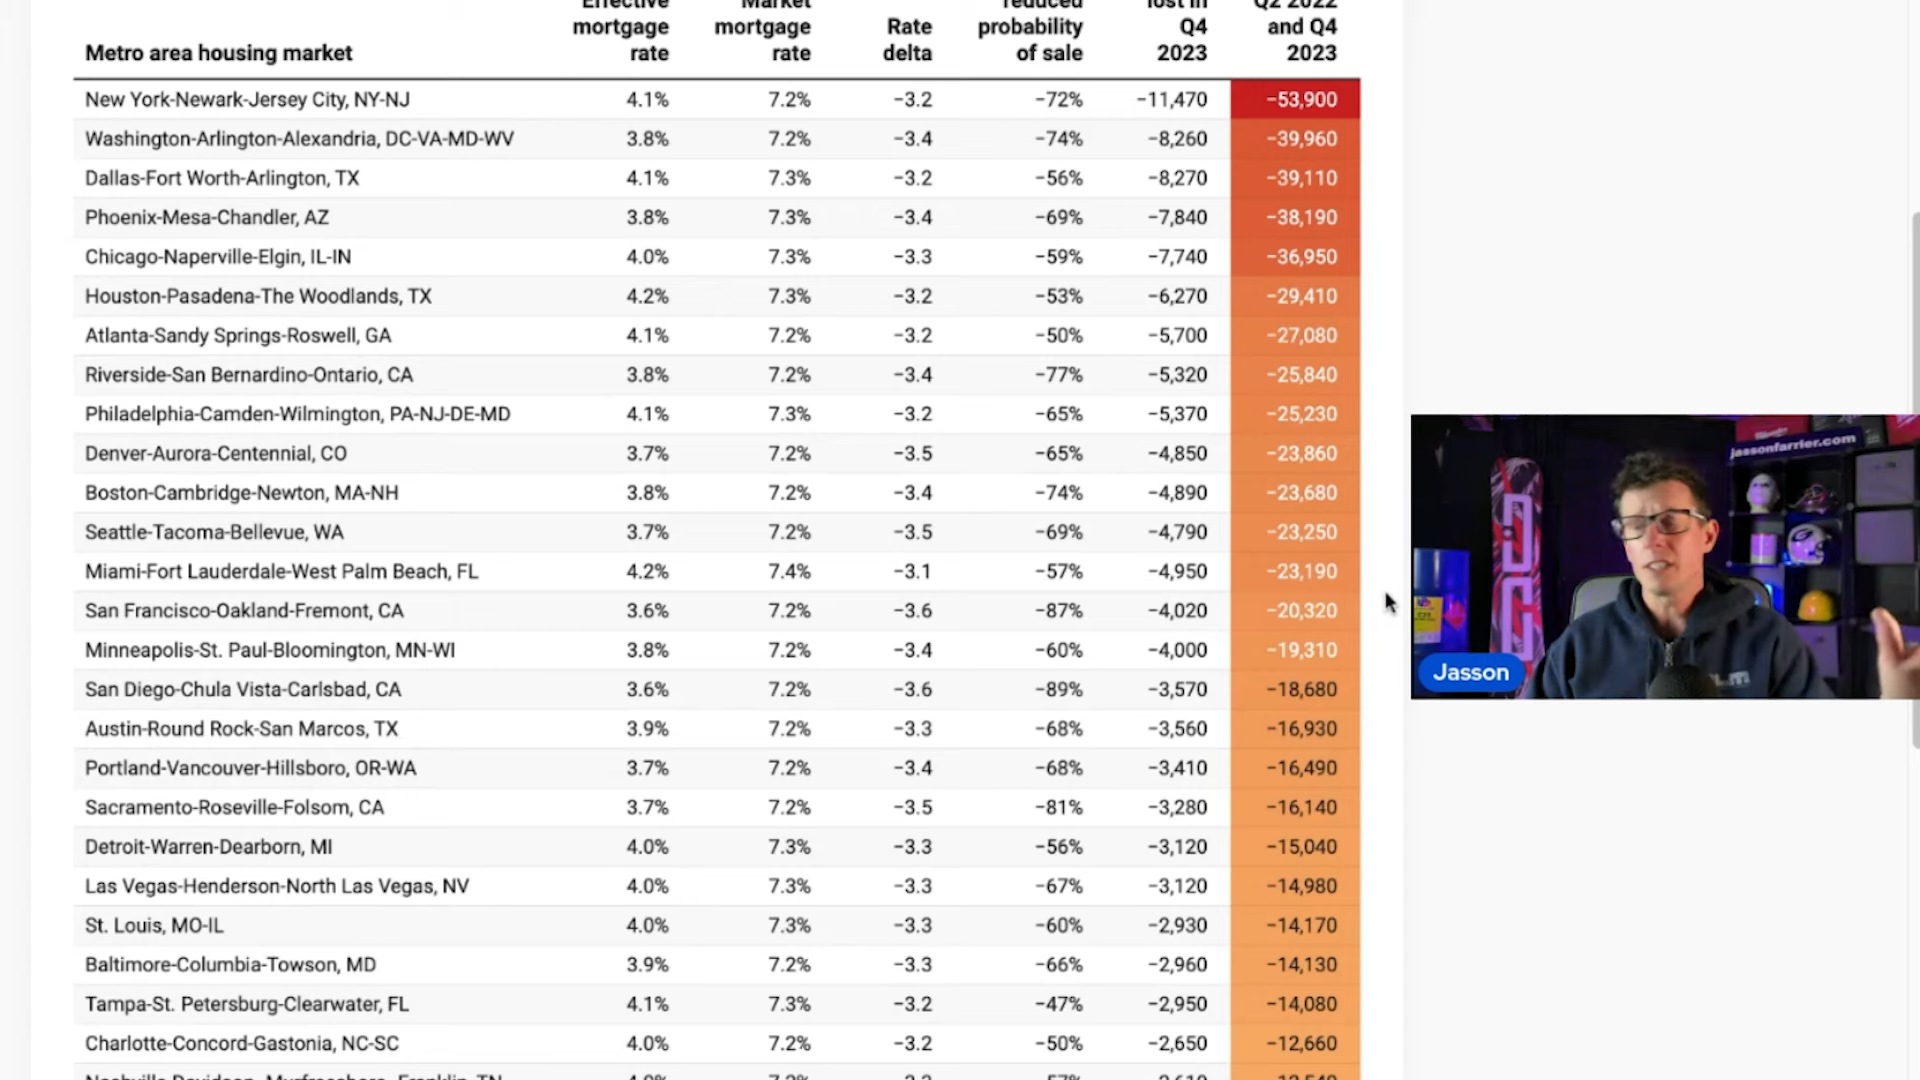 Effective Market reduced lost in Q2 2022
mortgage mortgage Rate probability Q4 and Q4
Metro area housing market rate rate delta of sale 2023 2023
New York-Newark-Jersey City, NY-NJ 4.1% 7.2% −3.2 −72% −11,470 −53,900
Washington-Arlington-Alexandria, DC-VA-MD-WV 3.8% 7.2% −3.4 −74% −8,260 −39,960
Dallas-Fort Worth-Arlington, TX 4.1% 7.3% −3.2 −56% −8,270 −39,110
Phoenix-Mesa-Chandler, AZ 3.8% 7.3% −3.4 −69% −7,840 −38,190
Chicago-Naperville-Elgin, IL-IN 4.0% 7.3% −3.3 −59% −7,740 −36,950
Houston-Pasadena-The Woodlands, TX 4.2% 7.3% −3.2 −53% −6,270 −29,410
Atlanta-Sandy Springs-Roswell, GA 4.1% 7.2% −3.2 −50% −5,700 −27,080
Riverside-San Bernardino-Ontario, CA 3.8% 7.2% −3.4 −77% −5,320 −25,840
Philadelphia-Camden-Wilmington, PA-NJ-DE-MD 4.1% 7.3% −3.2 −65% −5,370 −25,230
Denver-Aurora-Centennial, CO 3.7% 7.2% −3.5 −65% −4,850 −23,860
Boston-Cambridge-Newton, MA-NH 3.8% 7.2% −3.4 −74% −4,890 −23,680
Seattle-Tacoma-Bellevue, WA 3.7% 7.2% −3.5 −69% −4,790 −23,250
Miami-Fort Lauderdale-West Palm Beach, FL 4.2% 7.4% −3.1 −57% −4,950 −23,190
San Francisco-Oakland-Fremont, CA 3.6% 7.2% −3.6 −87% −4,020 −20,320
Minneapolis-St. Paul-Bloomington, MN-WI 3.8% 7.2% −3.4 −60% −4,000 −19,310
San Diego-Chula Vista-Carlsbad, CA 3.6% 7.2% −3.6 −89% −3,570 −18,680
Austin-Round Rock-San Marcos, TX 3.9% 7.2% −3.3 −68% −3,560 −16,930
Portland-Vancouver-Hillsboro, OR-WA 3.7% 7.2% −3.4 −68% −3,410 −16,490
Sacramento-Roseville-Folsom, CA 3.7% 7.2% −3.5 −81% −3,280 −16,140
Detroit-Warren-Dearborn, MI 4.0% 7.3% −3.3 −56% −3,120 −15,040
Las Vegas-Henderson-North Las Vegas, NV 4.0% 7.3% −3.3 −67% −3,120 −14,980
St. Louis, MO-IL 4.0% 7.3% −3.3 −60% −2,930 −14,170
Baltimore-Columbia-Towson, MD 3.9% 7.2% −3.3 −66% −2,960 −14,130
Tampa-St. Petersburg-Clearwater, FL 4.1% 7.3% −3.2 −47% −2,950 −14,080
Charlotte-Concord-Gastonia, NC-SC 4.0% 7.2% −3.2 −50% −2,650 −12,660
jassonfarrier.com
Jasson